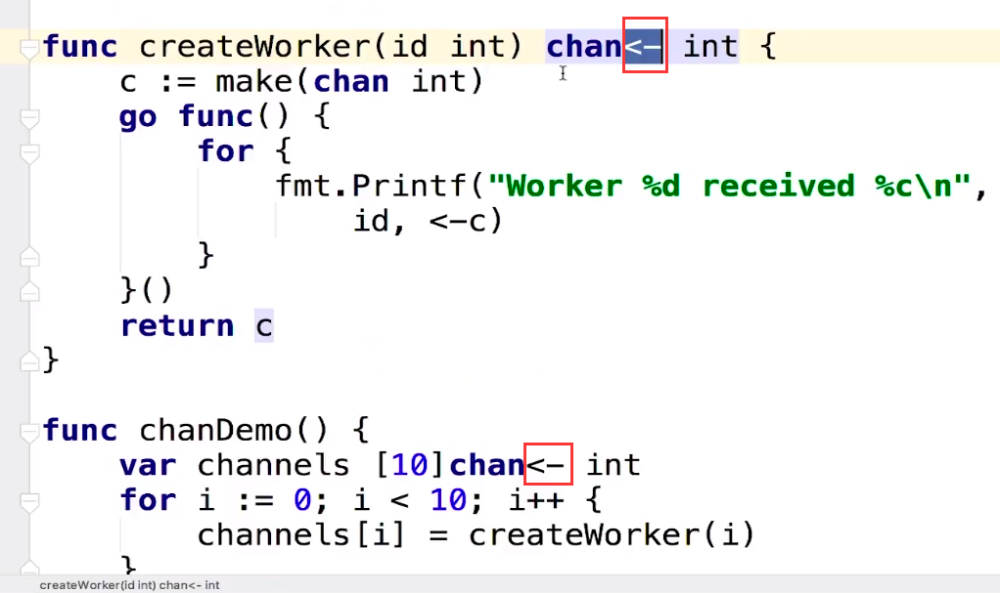 func createWorker(id int) chan<- int {
    c := make(chan int)
    go func() {
        for {
            fmt.Printf("Worker %d received %c\n",
                id, <-c)
        }
    }()
    return c
}
func chanDemo() {
    var channels [10]chan<- int
    for i := 0; i < 10; i++ {
        channels[i] = createWorker(i)
    }
createWorker(id int) chan<- int